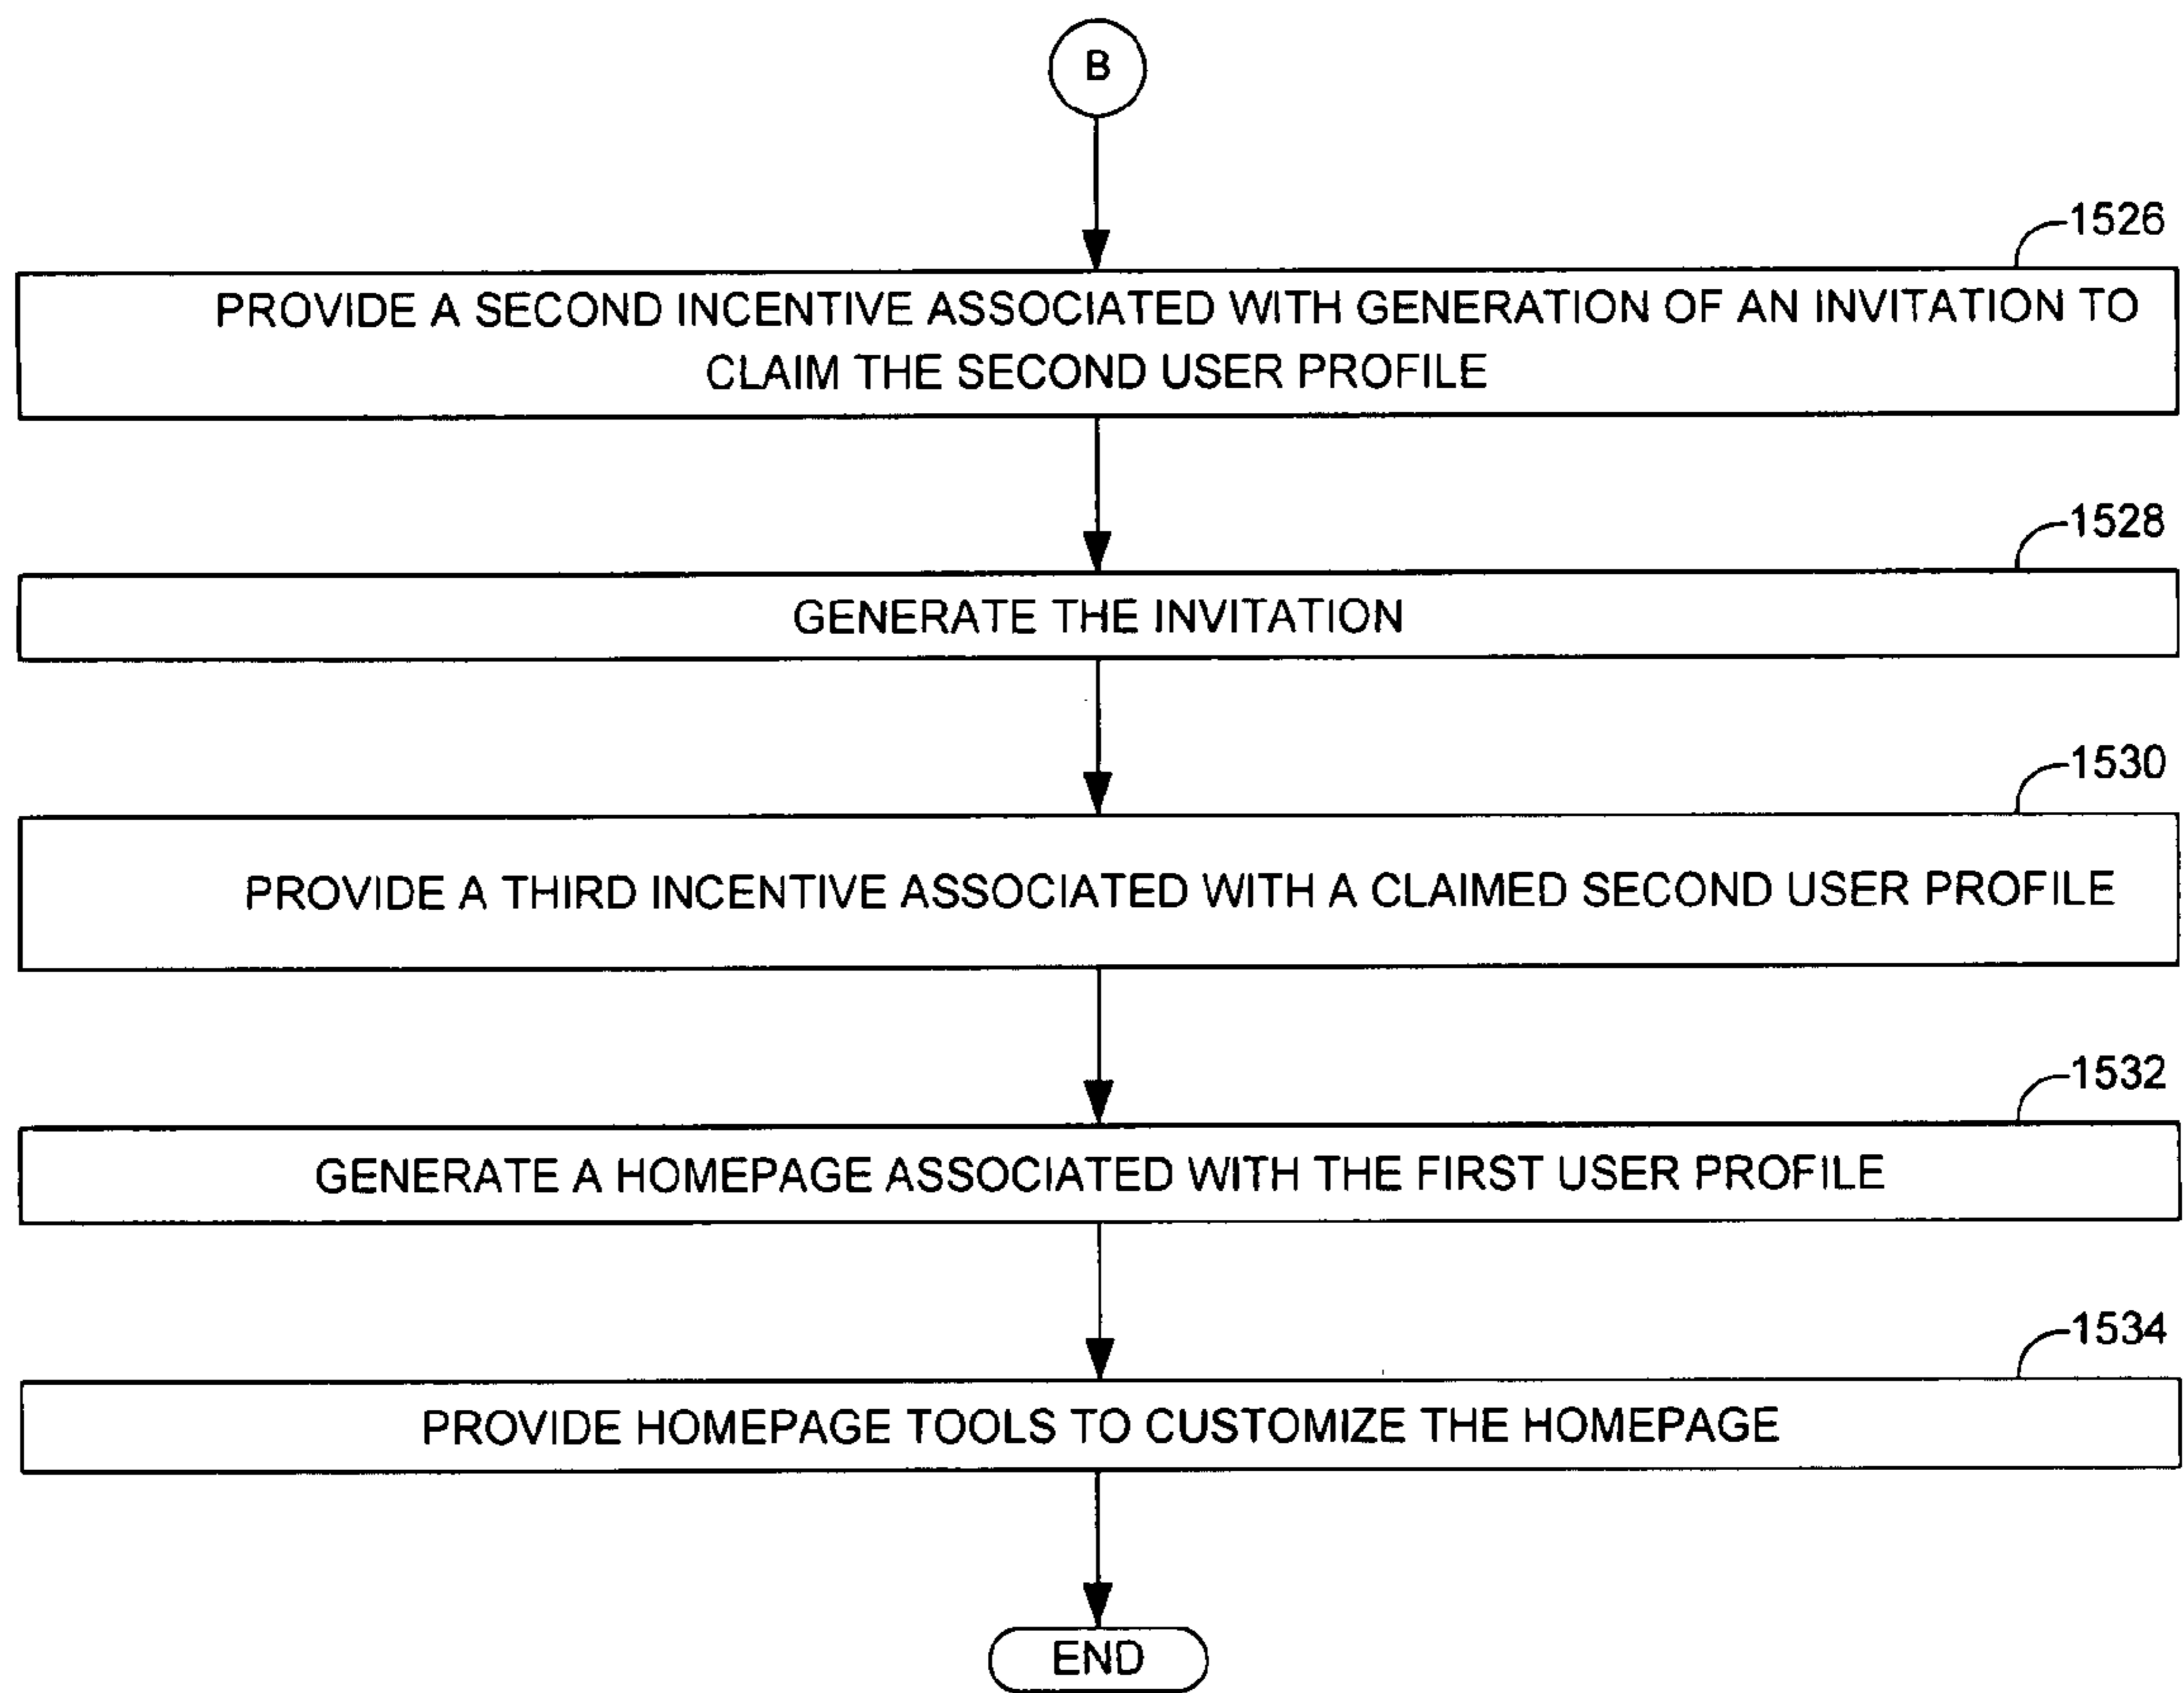 B
1526
PROVIDE A SECOND INCENTIVE ASSOCIATED WITH GENERATION OF AN INVITATION TO
CLAIM THE SECOND USER PROFILE
1528
GENERATE THE INVITATION
1530
PROVIDE A THIRD INCENTIVE ASSOCIATED WITH A CLAIMED SECOND USER PROFILE
1532
GENERATE A HOMEPAGE ASSOCIATED WITH THE FIRST USER PROFILE
1534
PROVIDE HOMEPAGE TOOLS TO CUSTOMIZE THE HOMEPAGE
END